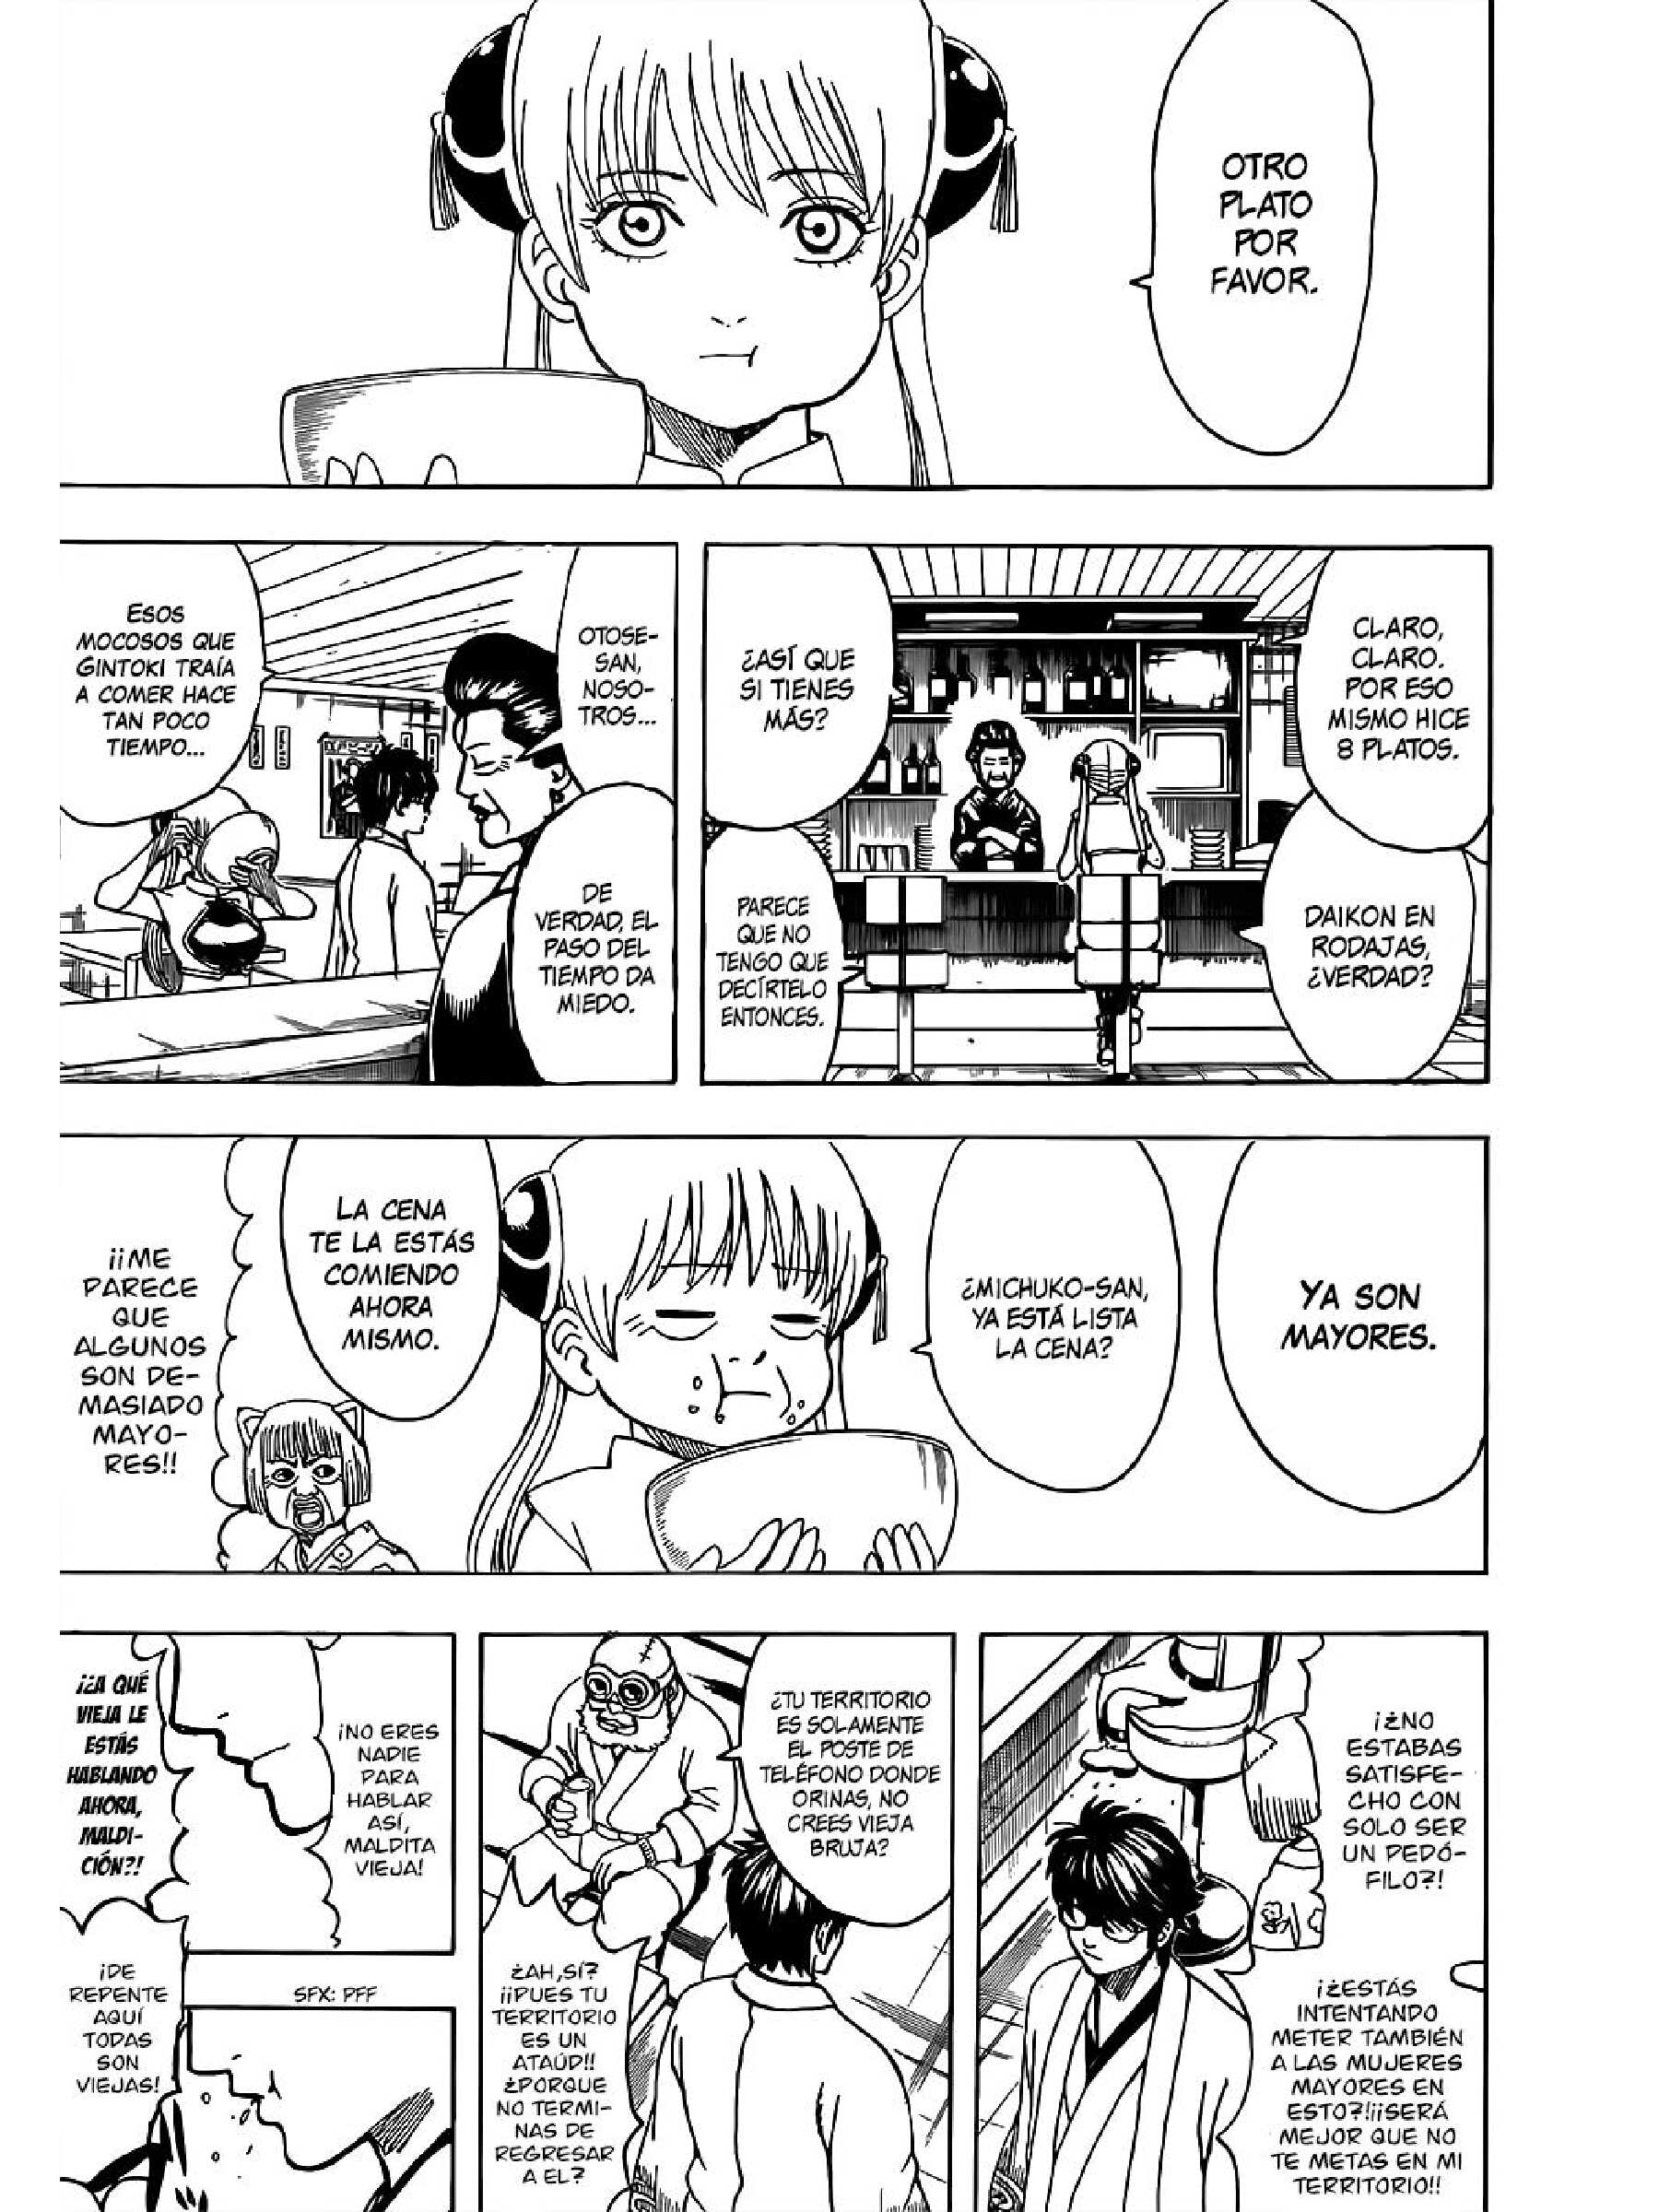 OTRO
PLATO
POR
FAVOR.
CLARO,
CLARO.
POR ESO
MISMO HICE
8 PLATOS.
DAIKON EN
RODAJAS,
¿VERDAD?
¿ASÍ QUE
SI TIENES
MÁS?
PARECE
QUE NO
TENGO QUE
DECÍRTELO
ENTONCES.
OTOSE-
SAN,
NOSO-
TROS...
DE
VERDAD, EL
PASO DEL
TIEMPO DA
MIEDO.
ESOS
MOCOSOS QUE
GINTOKI TRAÍA
A COMER HACE
TAN POCO
TIEMPO...
YA SON
MAYORES.
¿MICHUKO-SAN,
YA ESTÁ LISTA
LA CENA?
LA CENA
TE LA ESTÁS
COMIENDO
AHORA
MISMO.
¡¡ME
PARECE
QUE
ALGUNOS
SON DE-
MASIADO
MAYO-
RES!!
¡¿NO
ESTABAS
SATISFE-
CHO CON
SOLO SER
UN PEDÓ-
FILO?!
¡¿ESTÁS
INTENTANDO
METER TAMBIÉN
A LAS MUJERES
MAYORES EN
ESTO?!¡¡SERÁ
MEJOR QUE NO
TE METAS EN MI
TERRITORIO!!
¿TU TERRITORIO
ES SOLAMENTE
EL POSTE DE
TELÉFONO DONDE
ORINAS, NO
CREES VIEJA
BRUJA?
¿AH,SÍ?
¡¡PUES TU
TERRITORIO
ES UN
ATAÚD!!
¿PORQUE
NO TERMI-
NAS DE
REGRESAR
A EL?
¡NO ERES
NADIE
PARA
HABLAR
ASÍ,
MALDITA
VIEJA!
¡¿A QUÉ
VIEJA LE
ESTÁS
HABLANDO
AHORA,
MALDI-
CIÓN?!
SFX: PFF
¡DE
REPENTE
AQUÍ
TODAS
SON
VIEJAS!